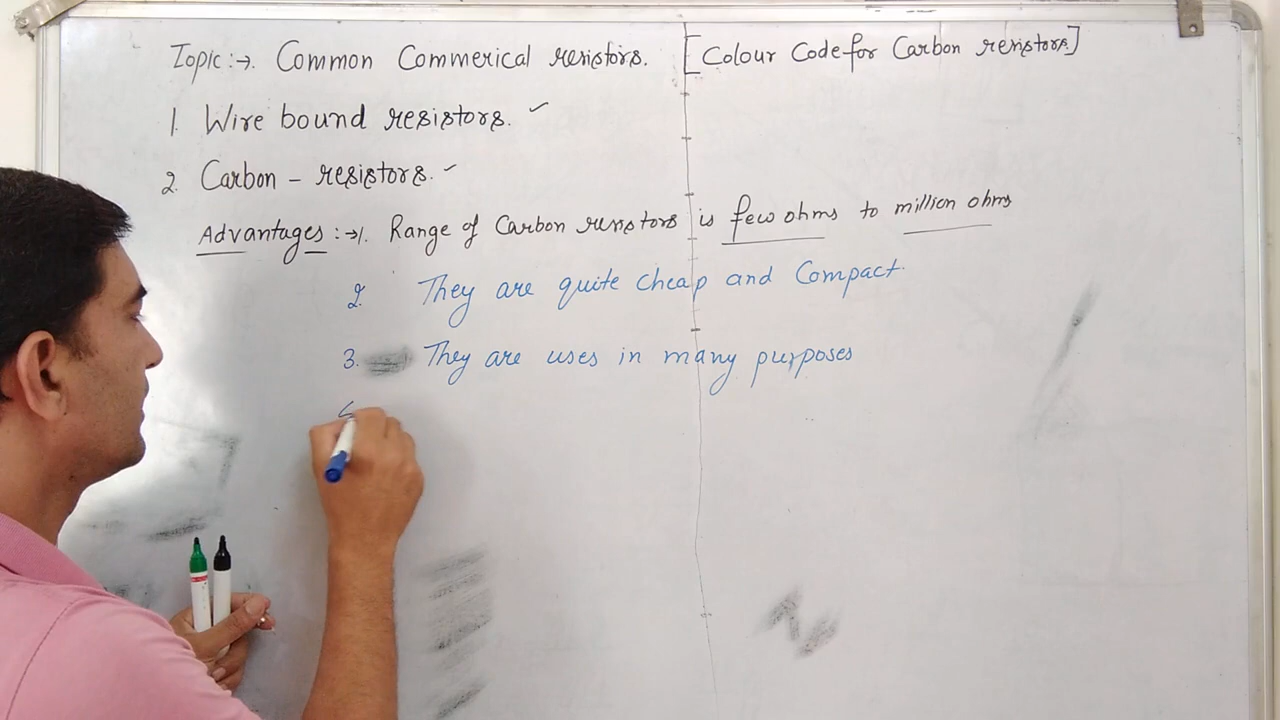 Topic:→. Common Commerical resistors. [Colour Code for Carbon resistors]
1. Wire bound resistors. ✓
2. Carbon - resistors. ✓
Advantages :→1. Range of Carbon resistors is few ohms to million ohms
2. They are quite cheap and Compact.
3. They are uses in many purposes